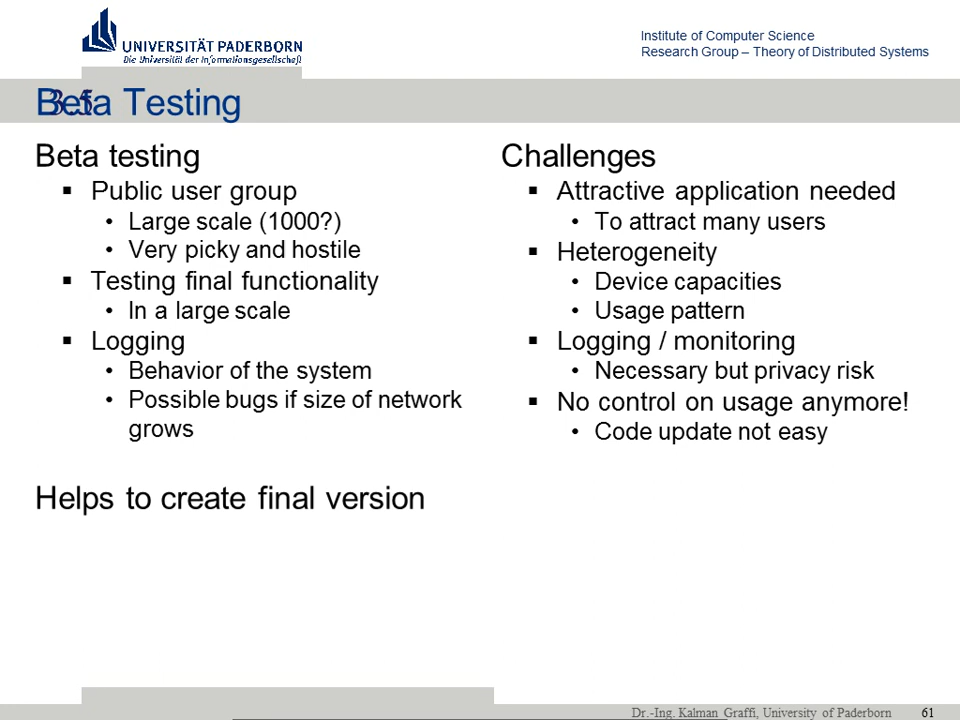 UNIVERSITÄT PADERBORN
Die Universität der Informationsgesellschaft
Institute of Computer Science
Research Group – Theory of Distributed Systems
3.5
Beta Testing
Beta testing
▪ Public user group
• Large scale (1000?)
• Very picky and hostile
▪ Testing final functionality
• In a large scale
▪ Logging
• Behavior of the system
• Possible bugs if size of network
grows
Helps to create final version
Challenges
▪ Attractive application needed
• To attract many users
▪ Heterogeneity
• Device capacities
• Usage pattern
▪ Logging / monitoring
• Necessary but privacy risk
▪ No control on usage anymore!
• Code update not easy
Dr.-Ing. Kalman Graffi, University of Paderborn 61